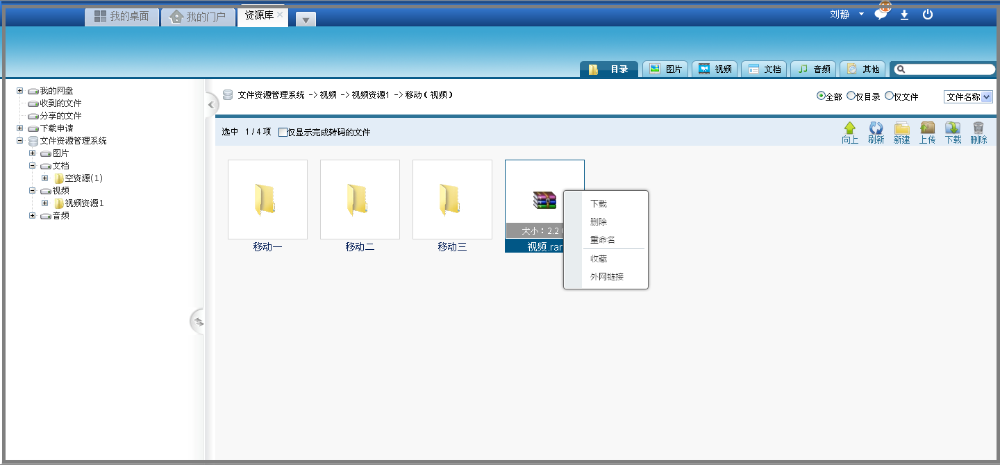 我的桌面 我的门户 资源库 刘静
目录 图片 视频 文档 音频 其他
我的网盘
收到的文件
分享的文件
下载申请
文件资源管理系统
图片
文档
空资源(1)
视频
视频资源1
音频
文件资源管理系统 ->视频 ->视频资源1 ->移动(视频) 全部 仅目录 仅文件 文件名称
选中 1/4 项 仅显示完成转码的文件 向上 刷新 新建 上传 下载 删除
移动一 移动二 移动三
大小：2.2
视频.rar
下载
删除
重命名
收藏
外网链接